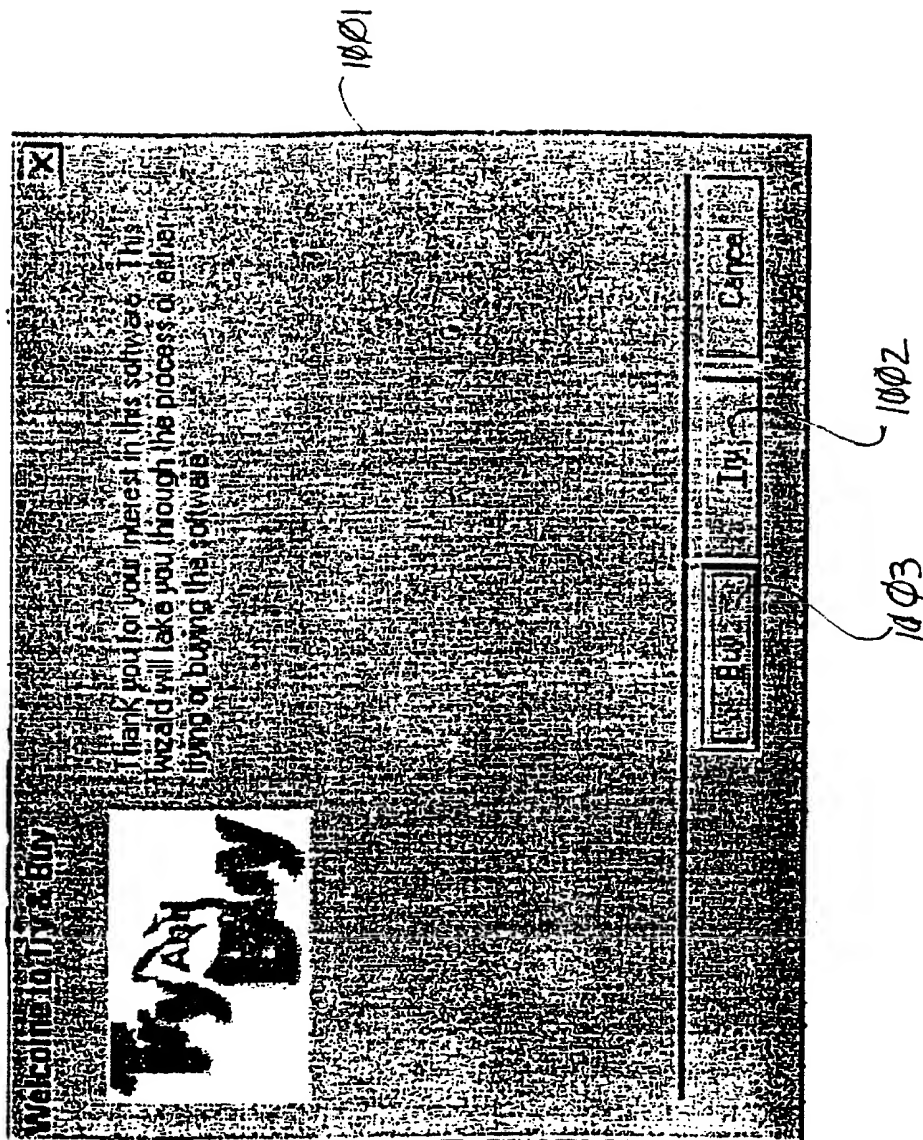 Welcome to Try & Buy
X
Try
And
Buy
Thank you for your interest in this software. This
wizard will take you through the process of either
trying or buying the software
Buy
Try
Cancel
1001
1002
1003